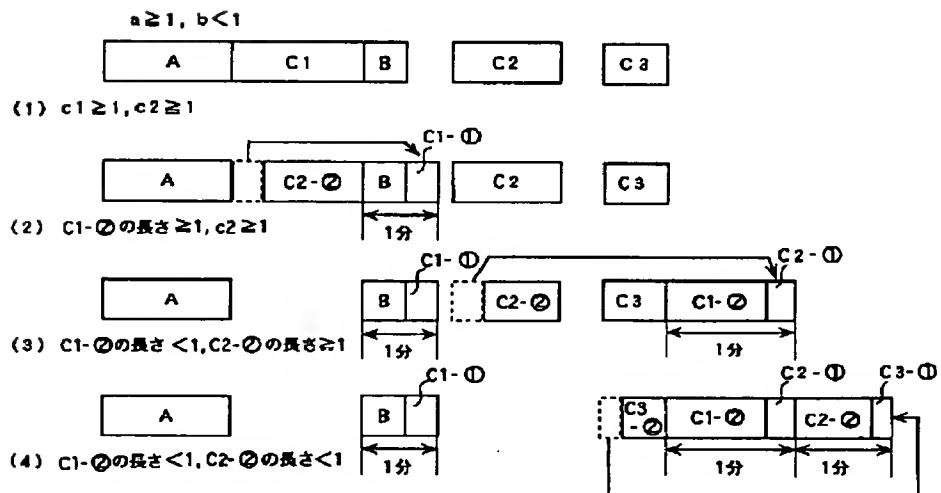 a≧1, b<1
A C1 B C2 C3
(1) c1≧1, c2≧1
C1-①
A C2-② B C2 C3
1分
(2) C1-②の長さ≧1, c2≧1
C1-① C2-①
A B C2-② C3 C1-②
1分 1分
(3) C1-②の長さ<1, C2-②の長さ≧1
C1-① C2-① C3-①
A B C3-② C1-② C2-②
1分 1分 1分
(4) C1-②の長さ<1, C2-②の長さ<1